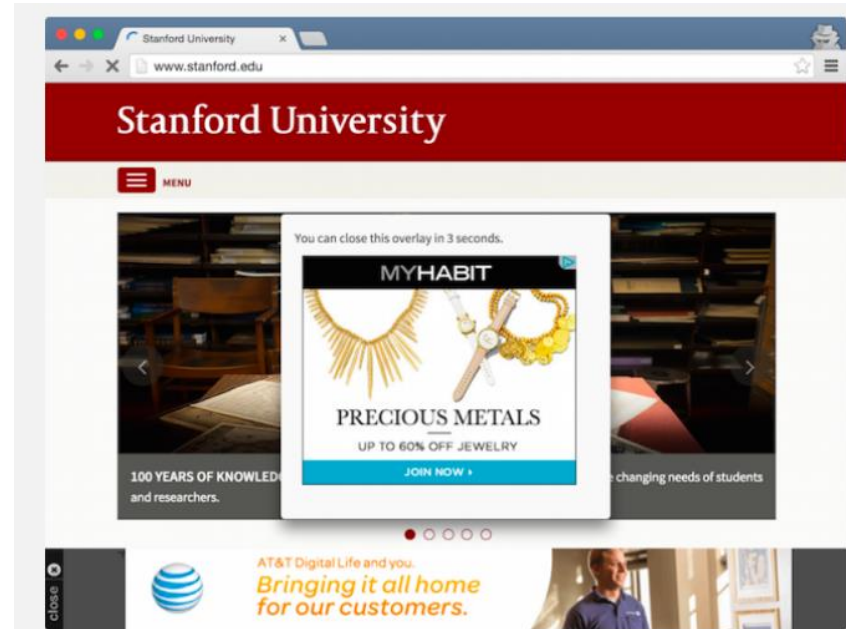 Stanford University
www.stanford.edu
Stanford University
MENU
You can close this overlay in 3 seconds.
MYHABIT
PRECIOUS METALS
UP TO 60% OFF JEWELRY
JOIN NOW
100 YEARS OF KNOWLED
changing needs of students
and researchers.
AT&T Digital Life and you.
Bringing it all home
for our customers.
close